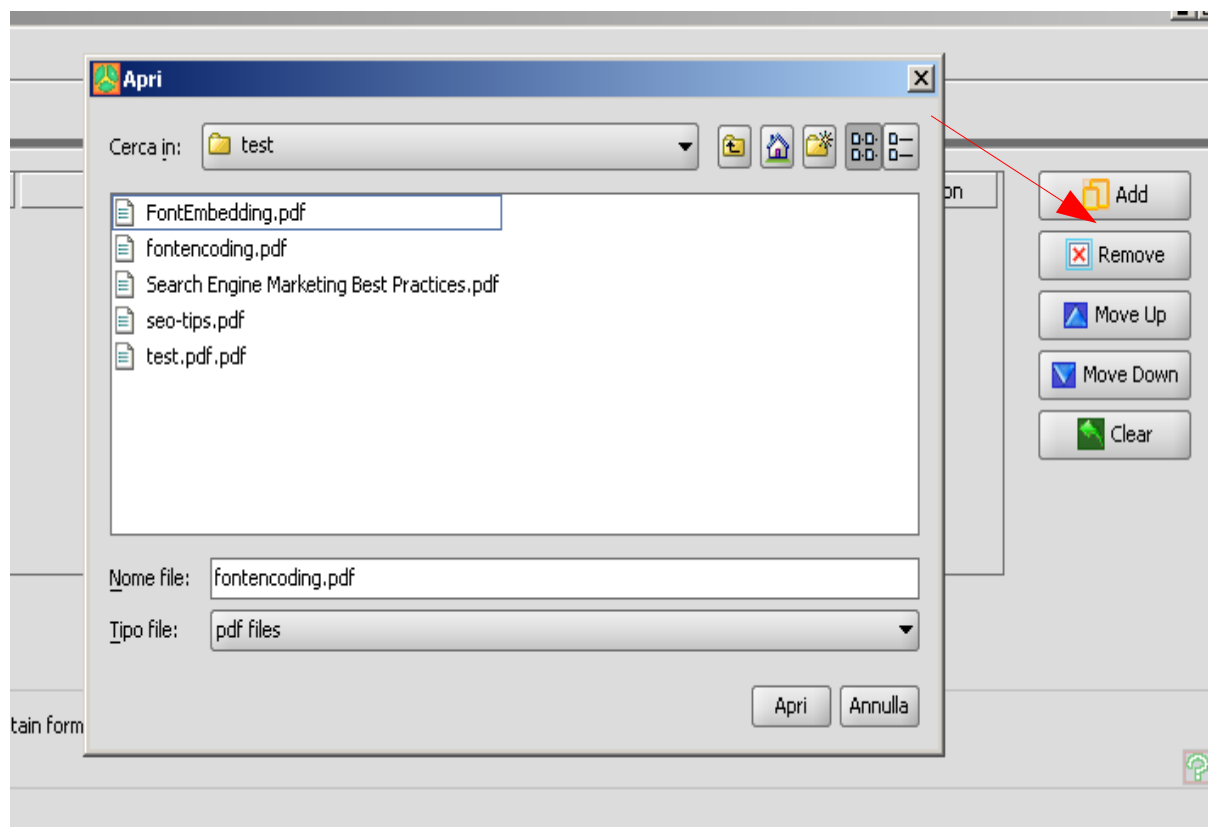 Apri
Cerca in: test
on
FontEmbedding.pdf
fontencoding.pdf
Search Engine Marketing Best Practices.pdf
seo-tips.pdf
test.pdf.pdf
Add
Remove
Move Up
Move Down
Clear
Nome file: fontencoding.pdf
Tipo file: pdf files
Apri Annulla
tain form